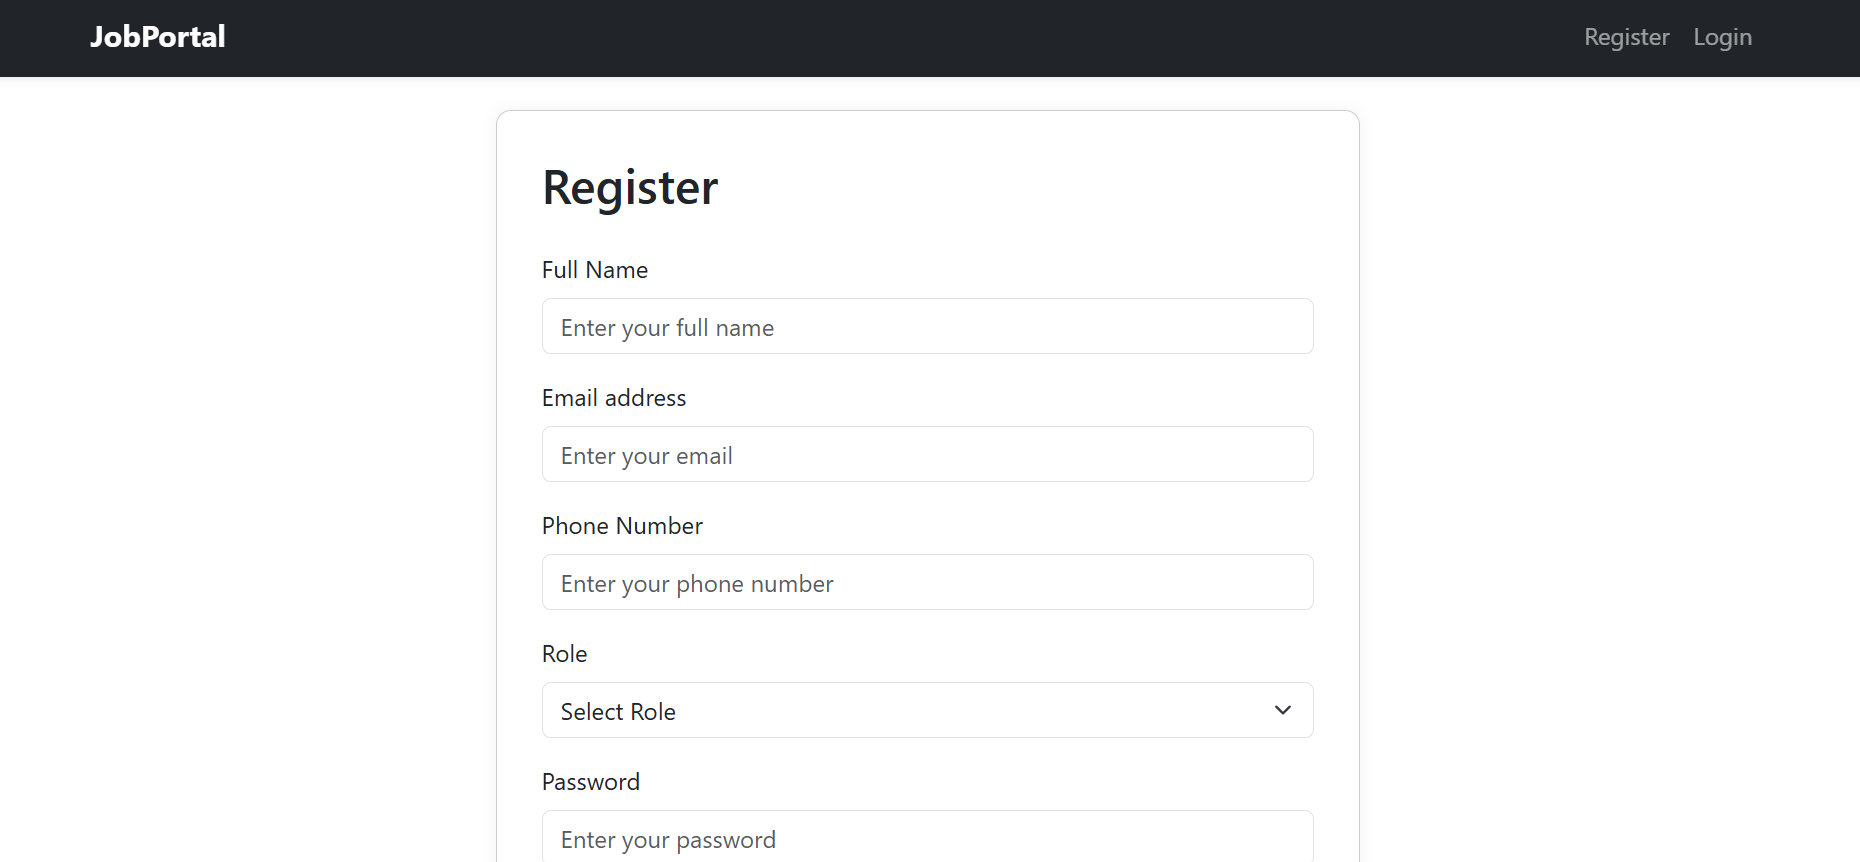 JobPortal
Register Login
Register
Full Name
Enter your full name
Email address
Enter your email
Phone Number
Enter your phone number
Role
Select Role
Password
Enter your password